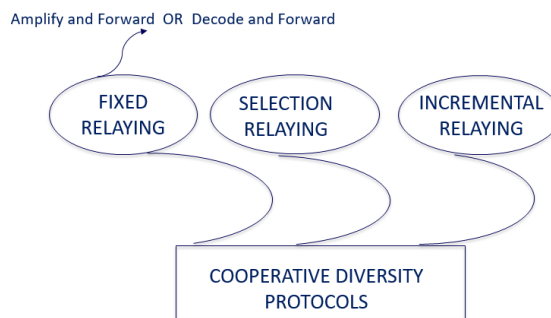 Amplify and Forward OR Decode and Forward
FIXED
RELAYING
SELECTION
RELAYING
INCREMENTAL
RELAYING
COOPERATIVE DIVERSITY
PROTOCOLS